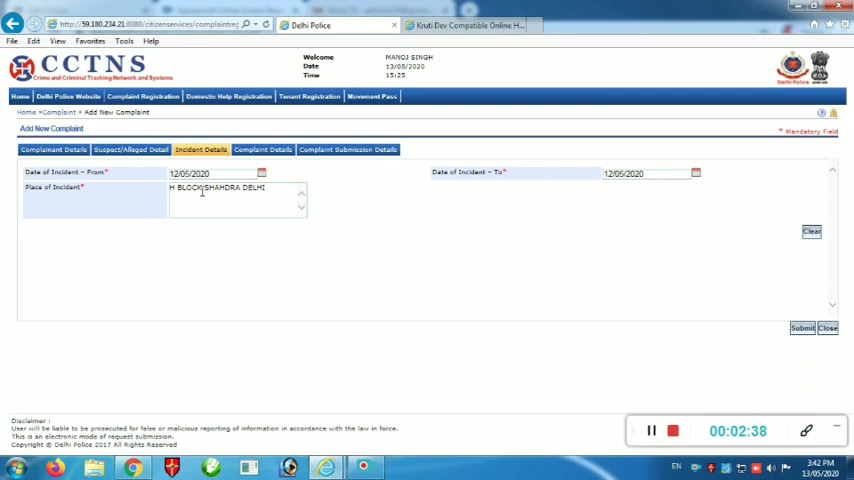 http://59.180.234.21:8080/citizenservices/complaintreg
Delhi Police
Kruti Dev Compatible Online H...
File Edit View Favorites Tools Help
CCTNS
Crime and Criminal Tracking Network and Systems
Welcome MANOJ SINGH
Date 13/05/2020
Time 15:25
Home Delhi Police Website Complaint Registration Domestic Help Registration Tenant Registration Movement Pass
Home »Complaint » Add New Complaint
Add New Complaint
* Mandatory Field
Complainant Details Suspect/Alleged Detail Incident Details Complaint Details Complaint Submission Details
Date of Incident - From* 12/05/2020 Date of Incident - To* 12/05/2020
Place of Incident* H BLOCK SHAHDRA DELHI
Clear
Submit Close
Disclaimer :
User will be liable to be prosecuted for false or malicious reporting of information in accordance with the law in force.
This is an electronic mode of request submission.
Copyright © Delhi Police 2017 All Rights Reserved
00:02:38
EN
3:42 PM
13/05/2020